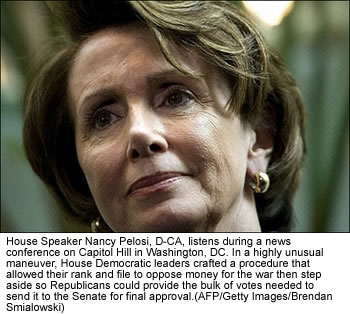 House Speaker Nancy Pelosi, D-CA, listens during a news
conference on Capitol Hill in Washington, DC. In a highly unusual
maneuver, House Democratic leaders crafted a procedure that
allowed their rank and file to oppose money for the war then step
aside so Republicans could provide the bulk of votes needed to
send it to the Senate for final approval.(AFP/Getty Images/Brendan
Smialowski)